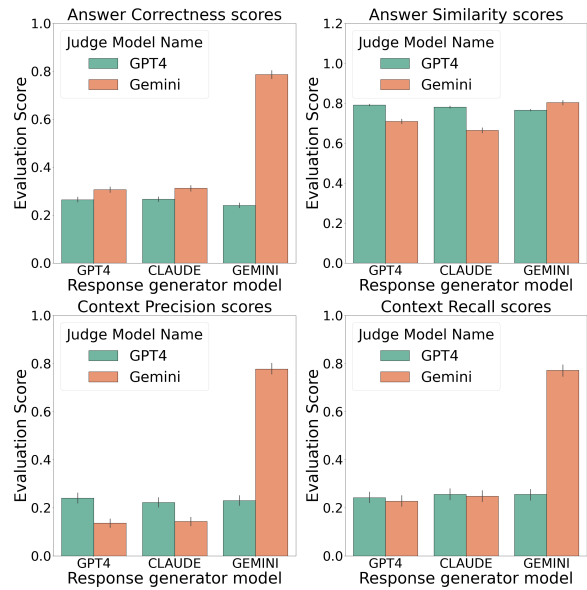 Answer Correctness scores
Judge Model Name
GPT4
Gemini
Evaluation Score
1.0
0.8
0.6
0.4
0.2
0.0
GPT4 CLAUDE GEMINI
Response generator model
Answer Similarity scores
Judge Model Name
GPT4
Gemini
Evaluation Score
1.2
1.0
0.8
0.6
0.4
0.2
0.0
GPT4 CLAUDE GEMINI
Response generator model
Context Precision scores
Judge Model Name
GPT4
Gemini
Evaluation Score
1.0
0.8
0.6
0.4
0.2
0.0
GPT4 CLAUDE GEMINI
Response generator model
Context Recall scores
Judge Model Name
GPT4
Gemini
Evaluation Score
1.0
0.8
0.6
0.4
0.2
0.0
GPT4 CLAUDE GEMINI
Response generator model